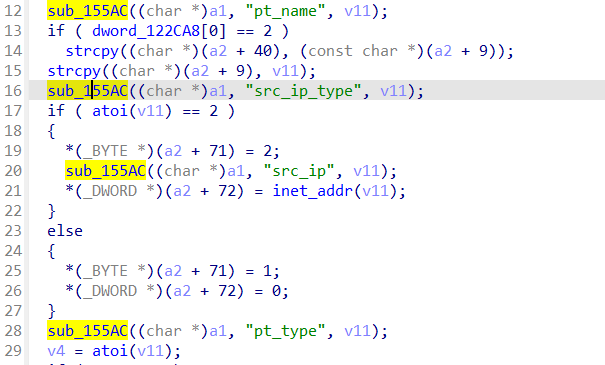 12 sub_155AC((char *)a1, "pt_name", v11);
13 if ( dword_122CA8[0] == 2 )
14 strcpy((char *)(a2 + 40), (const char *)(a2 + 9));
15 strcpy((char *)(a2 + 9), v11);
16 sub_155AC((char *)a1, "src_ip_type", v11);
17 if ( atoi(v11) == 2 )
18 {
19 *(_BYTE *)(a2 + 71) = 2;
20 sub_155AC((char *)a1, "src_ip", v11);
21 *(_DWORD *)(a2 + 72) = inet_addr(v11);
22 }
23 else
24 {
25 *(_BYTE *)(a2 + 71) = 1;
26 *(_DWORD *)(a2 + 72) = 0;
27 }
28 sub_155AC((char *)a1, "pt_type", v11);
29 v4 = atoi(v11);